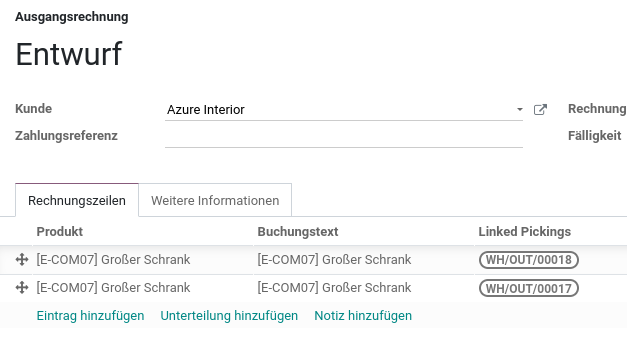 Ausgangsrechnung
Entwurf
Kunde Azure Interior Rechnung
Zahlungsreferenz Fälligkeit
Rechnungszeilen Weitere Informationen
Produkt Buchungstext Linked Pickings
[E-COM07] Großer Schrank [E-COM07] Großer Schrank WH/OUT/00018
[E-COM07] Großer Schrank [E-COM07] Großer Schrank WH/OUT/00017
Eintrag hinzufügen Unterteilung hinzufügen Notiz hinzufügen